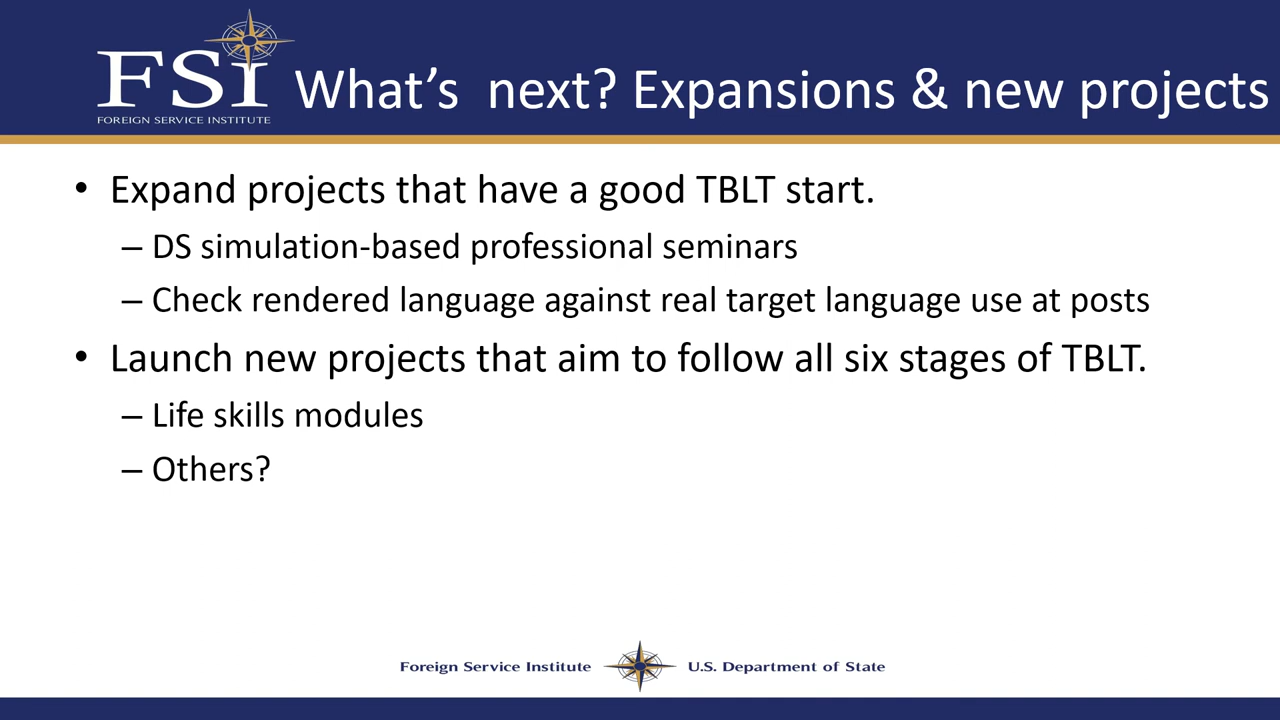 FSI
FOREIGN SERVICE INSTITUTE
What's  next? Expansions & new projects
• Expand projects that have a good TBLT start.
– DS simulation-based professional seminars
– Check rendered language against real target language use at posts
• Launch new projects that aim to follow all six stages of TBLT.
– Life skills modules
– Others?
Foreign Service Institute U.S. Department of State